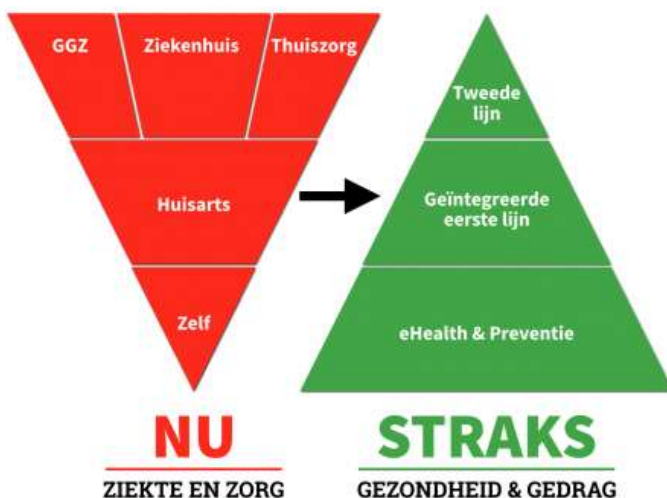 GGZ
Ziekenhuis
Thuiszorg
Huisarts
Zelf
NU
ZIEKTE EN ZORG
Tweede
lijn
Geïntegreerde
eerste lijn
eHealth & Preventie
STRAKS
GEZONDHEID & GEDRAG